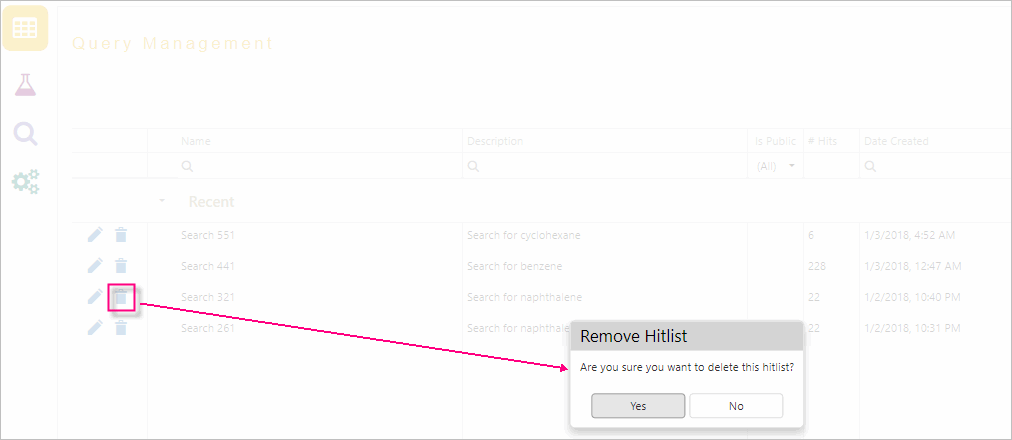 Query Management
Name Description Is Public # Hits Date Created
(All)
Recent
Search 551 Search for cyclohexane 6 1/3/2018, 4:52 AM
Search 441 Search for benzene 228 1/3/2018, 12:47 AM
Search 321 Search for naphthalene 22 1/2/2018, 10:40 PM
Search 261 Search for naphthale 22 1/2/2018, 10:31 PM
Remove Hitlist
Are you sure you want to delete this hitlist?
Yes No